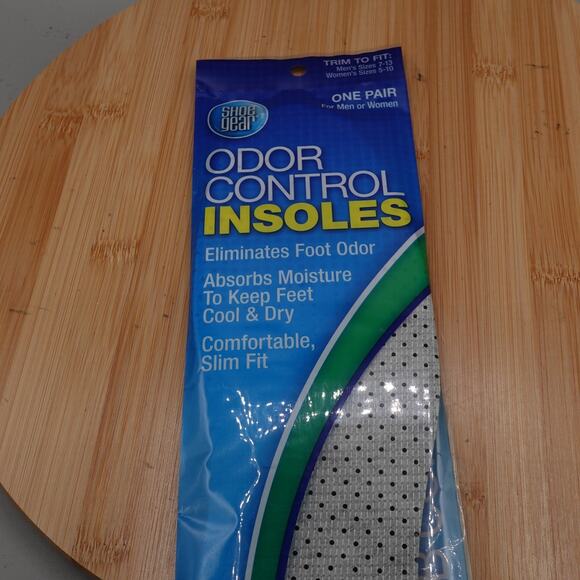 TRIM TO FIT:
Men's Sizes 7-13
Women's Sizes 5-10
ONE PAIR
For Men or Women
SHOE
gear
ODOR
CONTROL
INSOLES
Eliminates Foot Odor
Absorbs Moisture
To Keep Feet
Cool & Dry
Comfortable,
Slim Fit